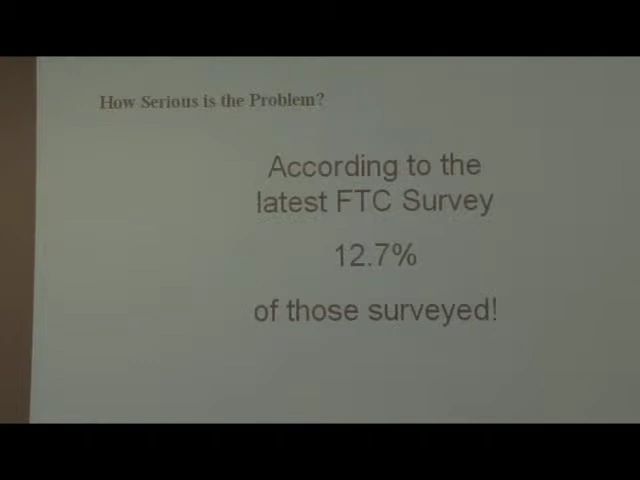 How Serious is the Problem?
According to the
latest FTC Survey
12.7%
of those surveyed!